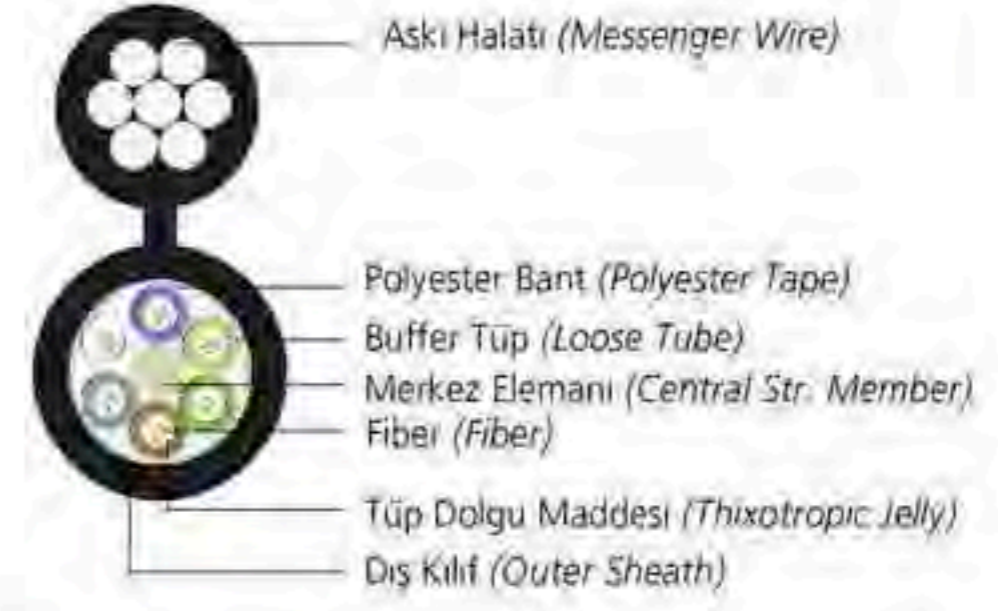 Askı Halatı (Messenger Wire)
Polyester Bant (Polyester Tape)
Buffer Tüp (Loose Tube)
Merkez Elemanı (Central Str. Member)
Fiber (Fiber)
Tüp Dolgu Maddesi (Thixotropic Jelly)
Dış Kılıf (Outer Sheath)